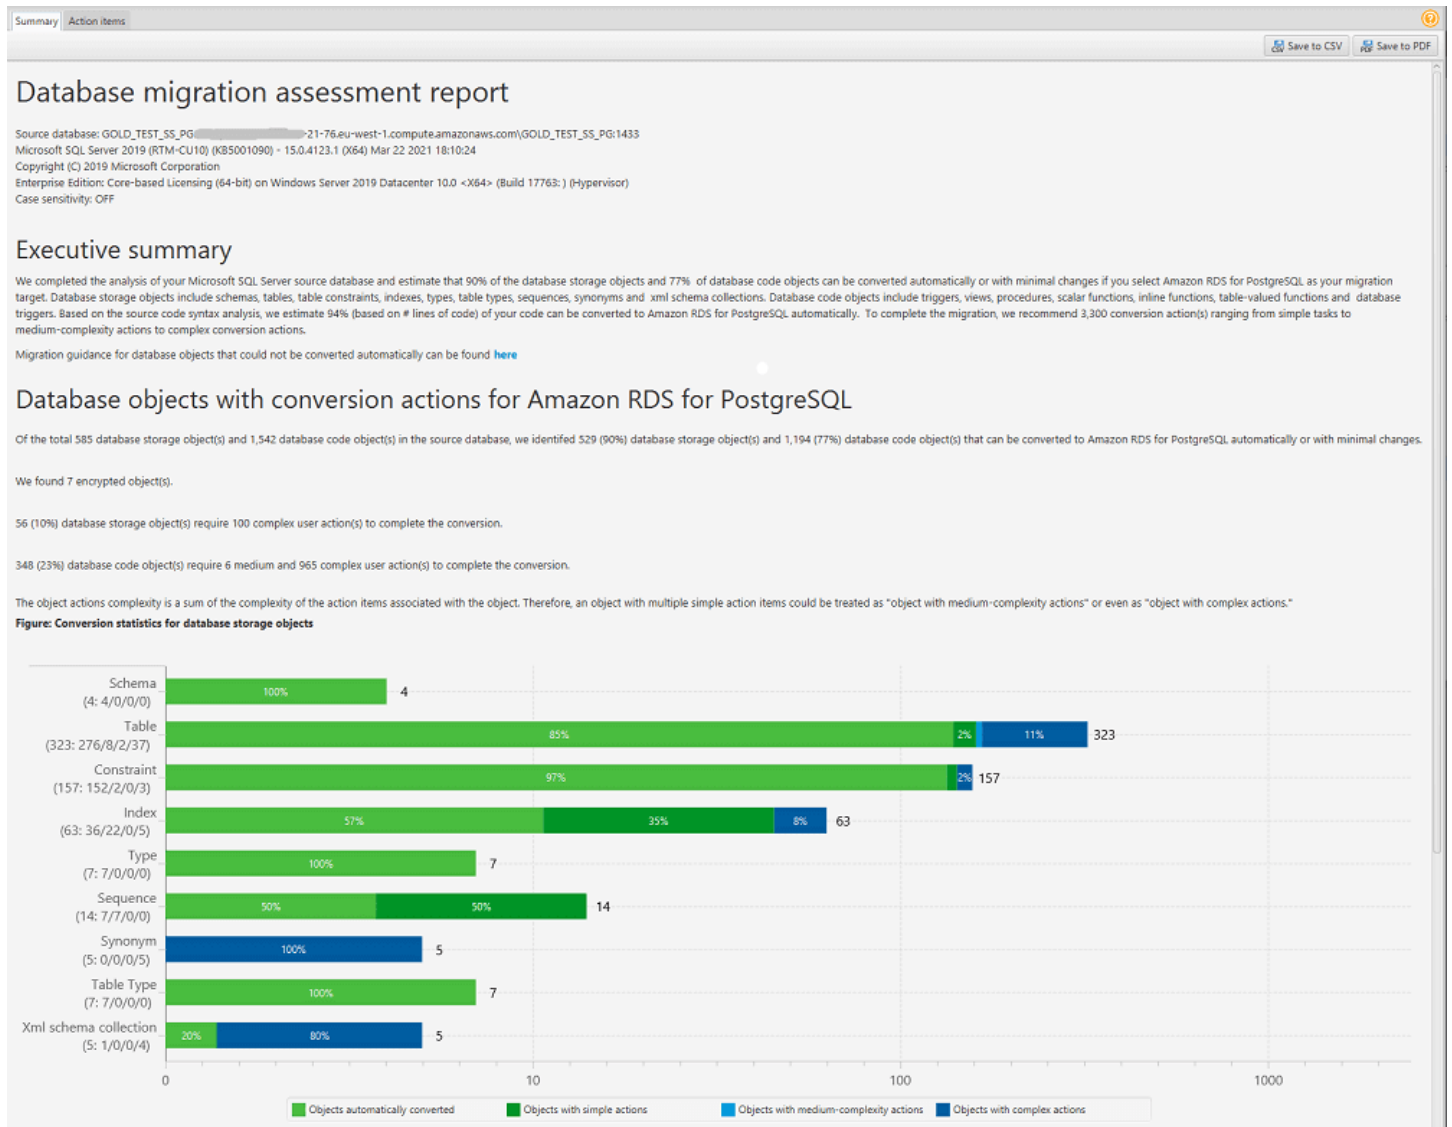 Summary Action items
Save to CSV Save to PDF
Database migration assessment report
Source database: GOLD_TEST_SS_PG -21-76.eu-west-1.compute.amazonaws.com\GOLD_TEST_SS_PG:1433
Microsoft SQL Server 2019 (RTM-CU10) (KB5001090) - 15.0.4123.1 (X64) Mar 22 2021 18:10:24
Copyright (C) 2019 Microsoft Corporation
Enterprise Edition: Core-based Licensing (64-bit) on Windows Server 2019 Datacenter 10.0 <X64> (Build 17763: ) (Hypervisor)
Case sensitivity: OFF
Executive summary
We completed the analysis of your Microsoft SQL Server source database and estimate that 90% of the database storage objects and 77% of database code objects can be converted automatically or with minimal changes if you select Amazon RDS for PostgreSQL as your migration
target. Database storage objects include schemas, tables, table constraints, indexes, types, table types, sequences, synonyms and xml schema collections. Database code objects include triggers, views, procedures, scalar functions, inline functions, table-valued functions and database
triggers. Based on the source code syntax analysis, we estimate 94% (based on # lines of code) of your code can be converted to Amazon RDS for PostgreSQL automatically. To complete the migration, we recommend 3,300 conversion action(s) ranging from simple tasks to
medium-complexity actions to complex conversion actions.
Migration guidance for database objects that could not be converted automatically can be found here
Database objects with conversion actions for Amazon RDS for PostgreSQL
Of the total 585 database storage object(s) and 1,542 database code object(s) in the source database, we identifed 529 (90%) database storage object(s) and 1,194 (77%) database code object(s) that can be converted to Amazon RDS for PostgreSQL automatically or with minimal changes.
We found 7 encrypted object(s).
56 (10%) database storage object(s) require 100 complex user action(s) to complete the conversion.
348 (23%) database code object(s) require 6 medium and 965 complex user action(s) to complete the conversion.
The object actions complexity is a sum of the complexity of the action items associated with the object. Therefore, an object with multiple simple action items could be treated as "object with medium-complexity actions" or even as "object with complex actions."
Figure: Conversion statistics for database storage objects
Schema
(4: 4/0/0/0)
100% 4
Table
(323: 276/8/2/37)
85% 2% 11% 323
Constraint
(157: 152/2/0/3)
97% 2% 157
Index
(63: 36/22/0/5)
57% 35% 8% 63
Type
(7: 7/0/0/0)
100% 7
Sequence
(14: 7/7/0/0)
50% 50% 14
Synonym
(5: 0/0/0/5)
100% 5
Table Type
(7: 7/0/0/0)
100% 7
Xml schema collection
(5: 1/0/0/4)
20% 80% 5
0 10 100 1000
Objects automatically converted Objects with simple actions Objects with medium-complexity actions Objects with complex actions